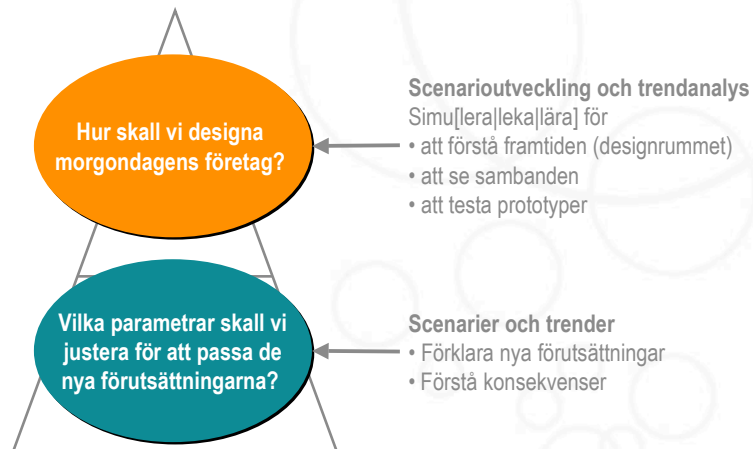 Hur skall vi designa
morgondagens företag?
Scenarioutveckling och trendanalys
Simu[lera|leka|lära] för
• att förstå framtiden (designrummet)
• att se sambanden
• att testa prototyper
Vilka parametrar skall vi
justera för att passa de
nya förutsättningarna?
Scenarier och trender
• Förklara nya förutsättningar
• Förstå konsekvenser